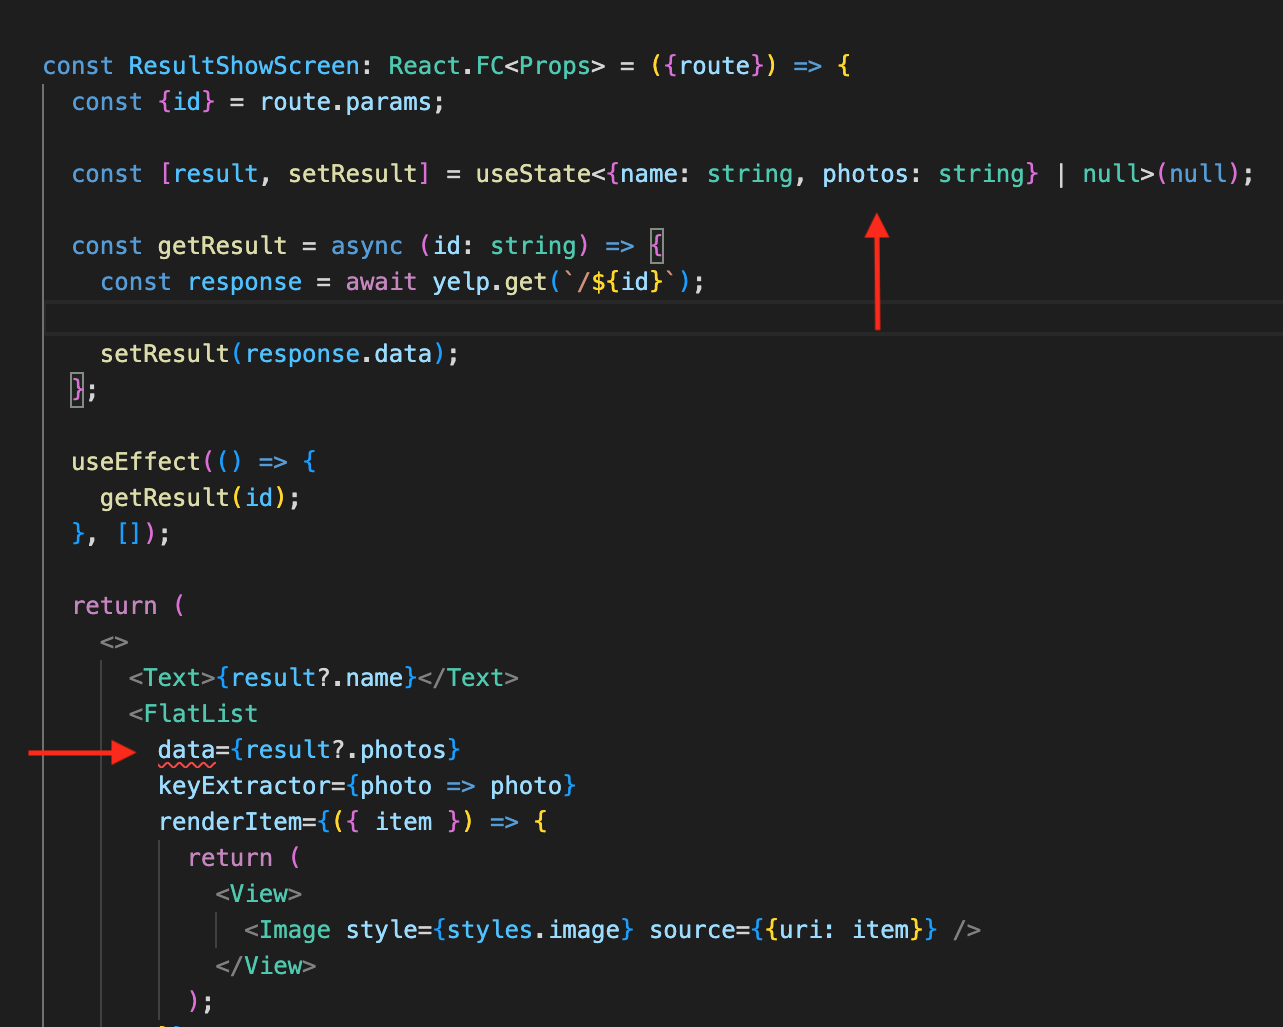 const ResultShowScreen: React.FC<Props> = ({route}) => {
  const {id} = route.params;
  const [result, setResult] = useState<{name: string, photos: string} | null>(null);
  const getResult = async (id: string) => {
    const response = await yelp.get(`/${id}`);
    setResult(response.data);
  };
  useEffect(() => {
    getResult(id);
  }, []);
  return (
    <>
      <Text>{result?.name}</Text>
      <FlatList
        data={result?.photos}
        keyExtractor={photo => photo}
        renderItem={({ item }) => {
          return (
            <View>
              <Image style={styles.image} source={{uri: item}} />
            </View>
          );